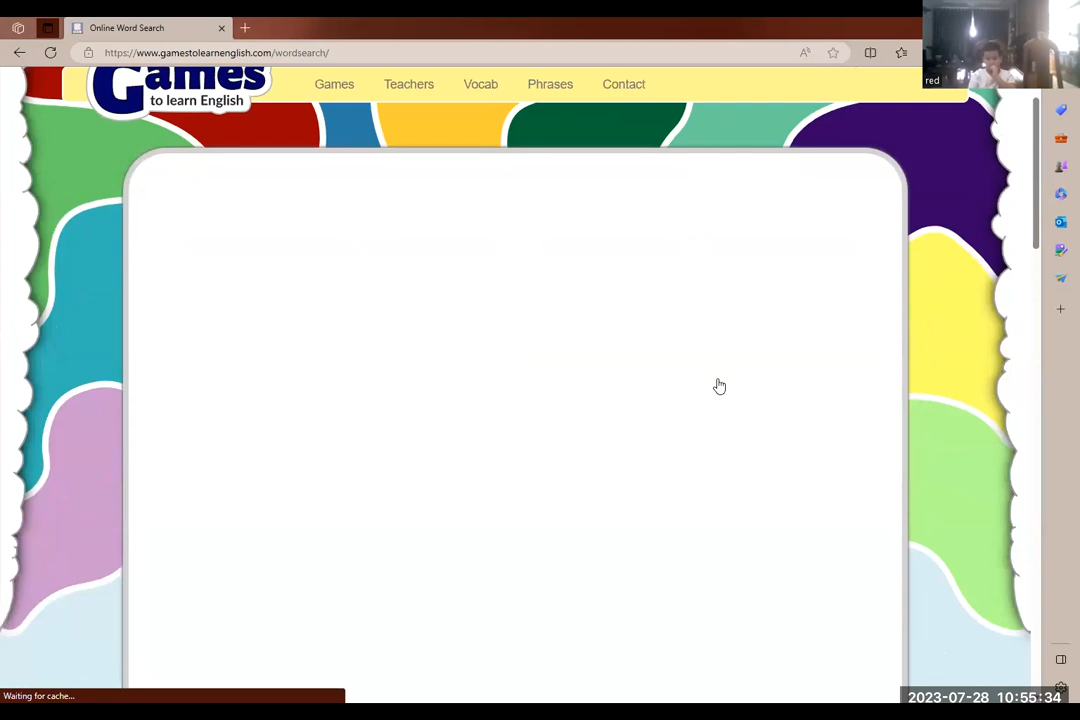 Online Word Search
https://www.gamestolearnenglish.com/wordsearch/
red
Games
to learn English
Games Teachers Vocab Phrases Contact
Waiting for cache...
2023-07-28 10:55:34